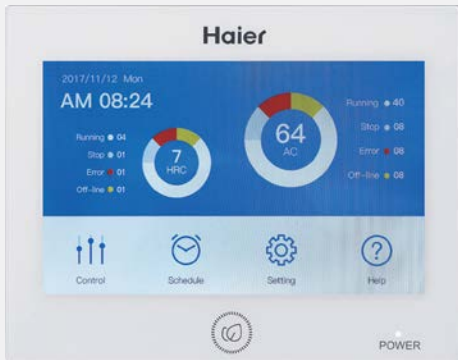 Haier
2017/11/12 Mon
AM 08:24
Running 04
Stop 01
Error 01
Off-line 01
7
HRC
64
AC
Running 40
Stop 08
Error 08
Off-line 08
Control
Schedule
Setting
Help
POWER